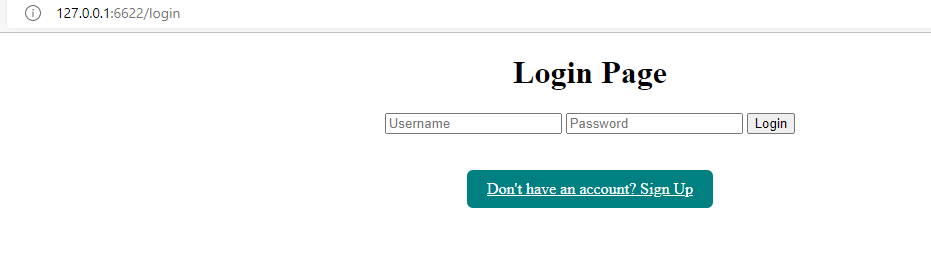 127.0.0.1:6622/login
Login Page
Username Password Login
Don't have an account? Sign Up